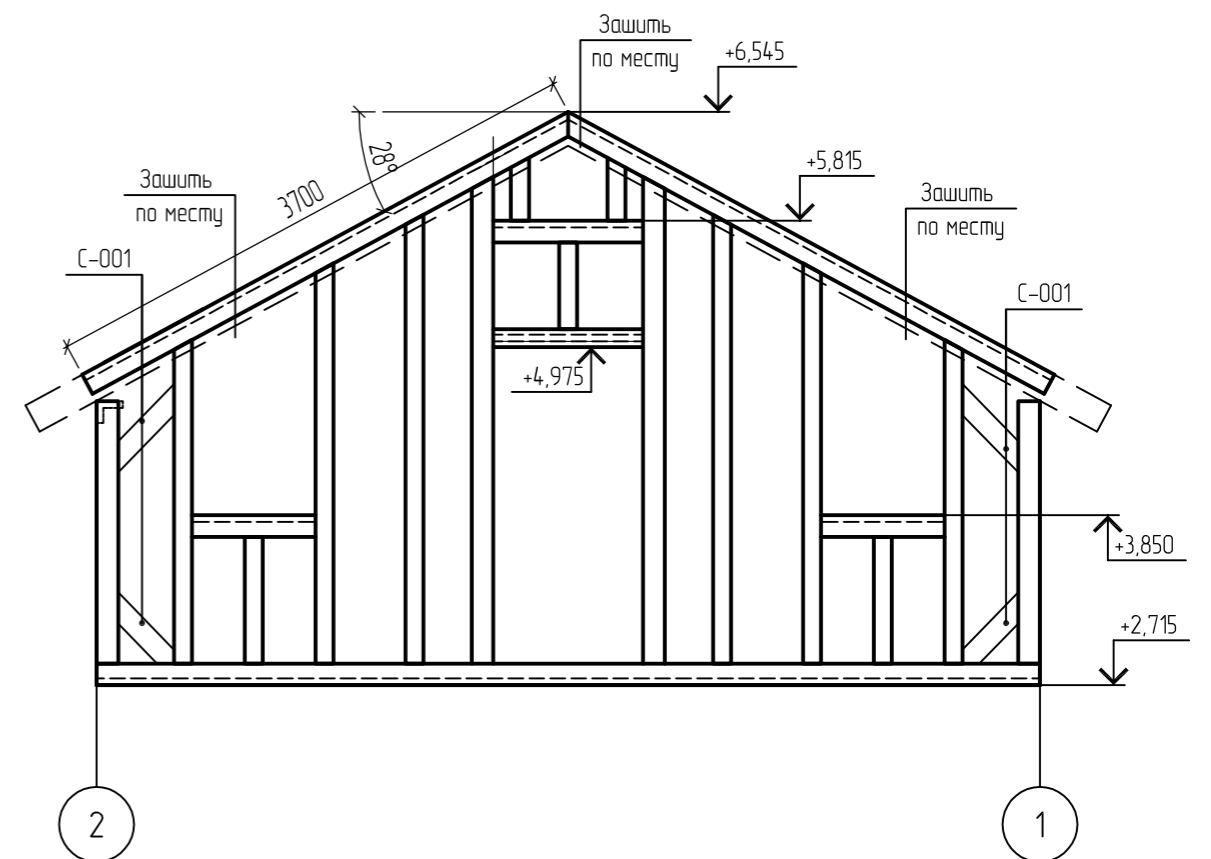 Зашить
по месту
+6,545
28°
3700
+5,815
Зашить
по месту
Зашить
по месту
С-001
С-001
+4,975
+3,850
+2,715
2
1